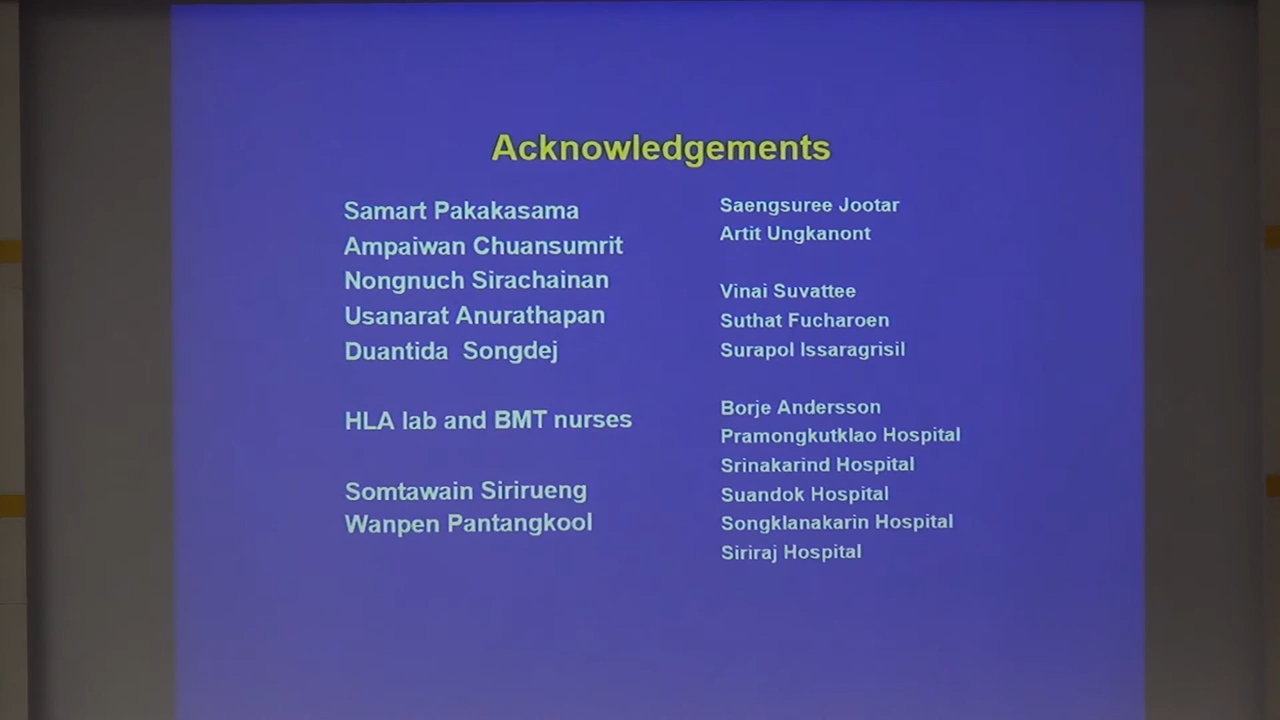 Acknowledgements
Samart Pakakasama
Ampaiwan Chuansumrit
Nongnuch Sirachainan
Usanarat Anurathapan
Duantida Songdej
HLA lab and BMT nurses
Somtawain Sirirueng
Wanpen Pantangkool
Saengsuree Jootar
Artit Ungkanont
Vinai Suvattee
Suthat Fucharoen
Surapol Issaragrisil
Borje Andersson
Pramongkutklao Hospital
Srinakarind Hospital
Suandok Hospital
Songklanakarin Hospital
Siriraj Hospital